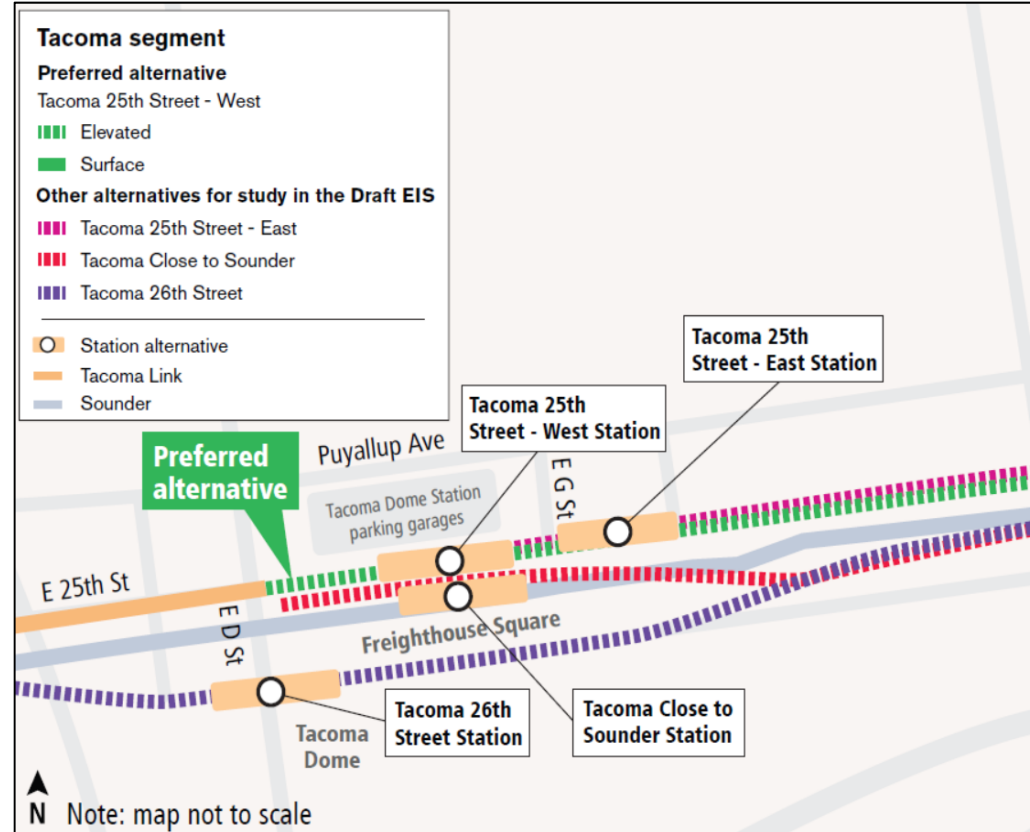 Tacoma segment
Preferred alternative
Tacoma 25th Street - West
Elevated
Surface
Other alternatives for study in the Draft EIS
Tacoma 25th Street - East
Tacoma Close to Sounder
Tacoma 26th Street
Station alternative
Tacoma Link
Sounder
Tacoma 25th
Street - East Station
Tacoma 25th
Street - West Station
Puyallup Ave
Preferred
alternative
Tacoma Dome Station
parking garages
E G St
E 25th St
E D St
Freighthouse Square
Tacoma 26th
Street Station
Tacoma Close to
Sounder Station
Tacoma
Dome
N Note: map not to scale